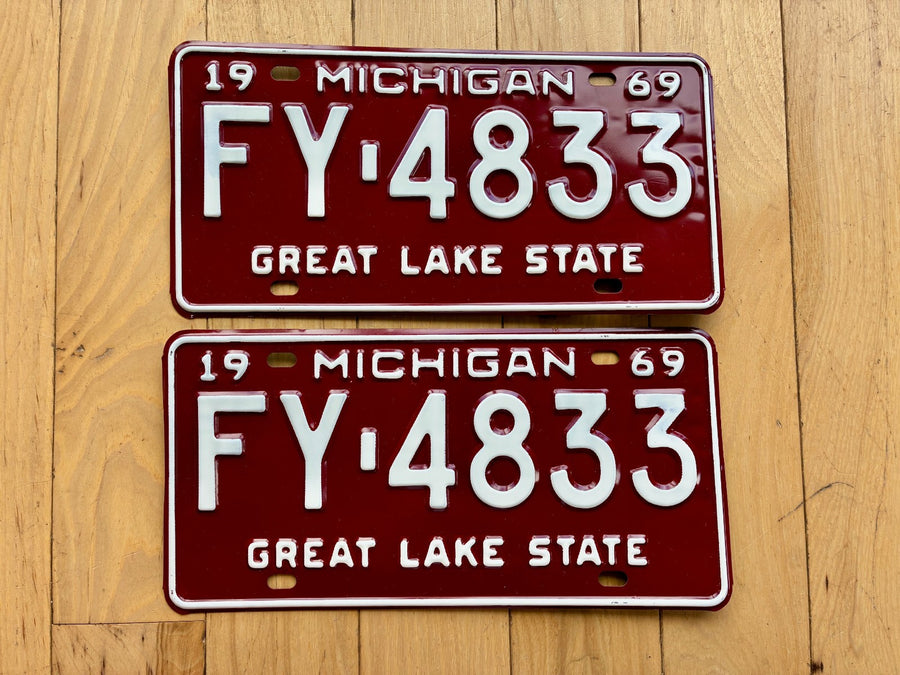 19 MICHIGAN 69
FY-4833
GREAT LAKE STATE
19 MICHIGAN 69
FY-4833
GREAT LAKE STATE